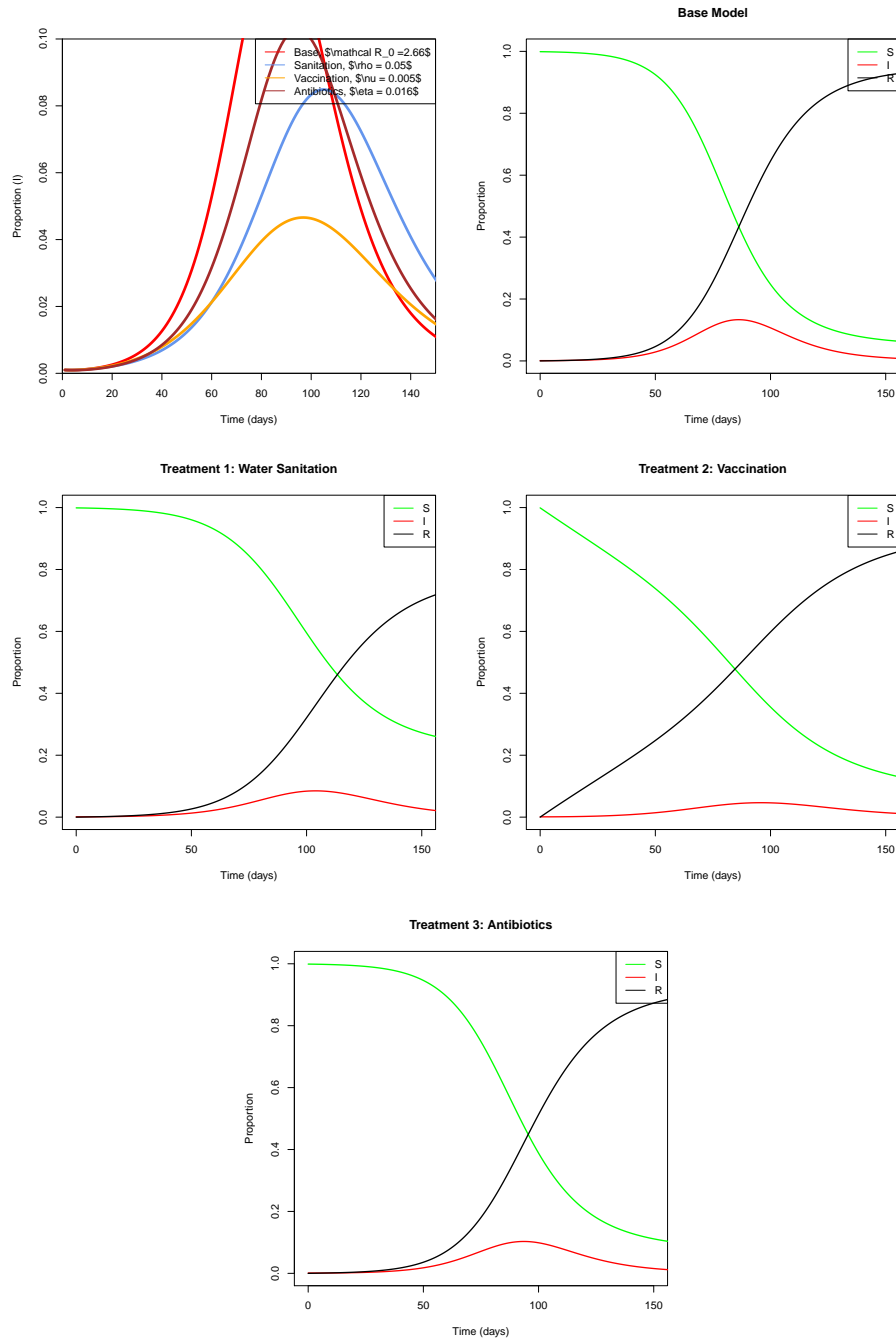 Base, $\mathcal R_0 =2.66$
Sanitation, $\rho = 0.05$
Vaccination, $\nu = 0.005$
Antibiotics, $\eta = 0.016$
0.10
0.08
0.06
0.04
0.02
0.00
Proportion (I)
0 20 40 60 80 100 120 140
Time (days)
Base Model
S
I
R
1.0
0.8
0.6
0.4
0.2
0.0
Proportion
0 50 100 150
Time (days)
Treatment 1: Water Sanitation
S
I
R
1.0
0.8
0.6
0.4
0.2
0.0
Proportion
0 50 100 150
Time (days)
Treatment 2: Vaccination
S
I
R
1.0
0.8
0.6
0.4
0.2
0.0
Proportion
0 50 100 150
Time (days)
Treatment 3: Antibiotics
S
I
R
1.0
0.8
0.6
0.4
0.2
0.0
Proportion
0 50 100 150
Time (days)